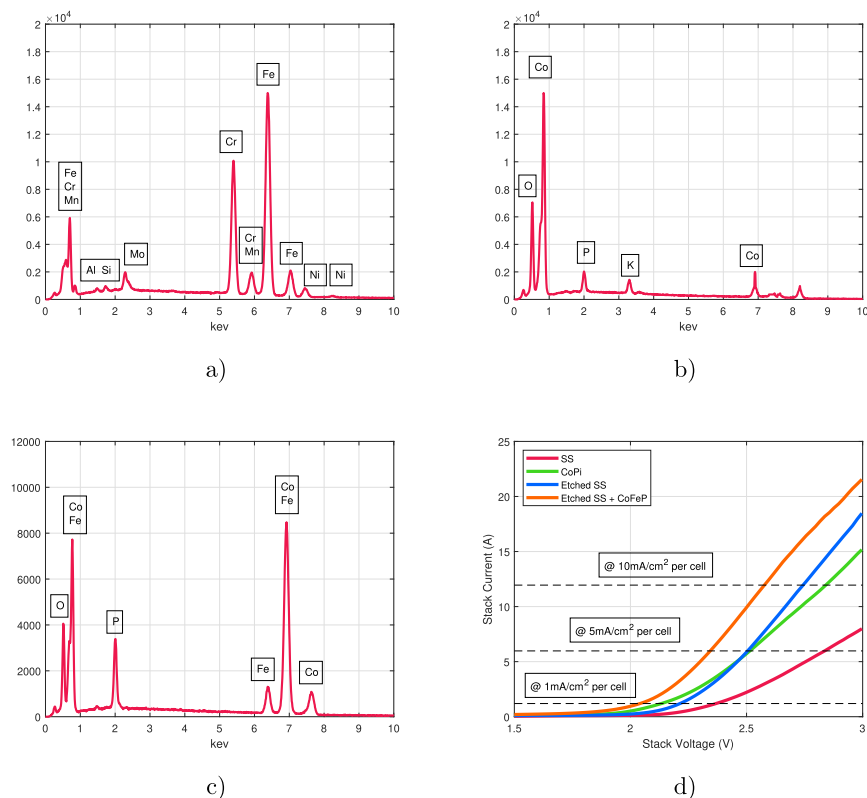 × 10⁴
2
1.8
1.6
1.4
1.2
1
0.8
0.6
0.4
0.2
0
Fe
Cr
Mn
Al Si
Mo
Cr
Cr
Mn
Fe
Fe
Ni
Ni
0 1 2 3 4 5 6 7 8 9 10
kev
a)
× 10⁴
2
1.8
1.6
1.4
1.2
1
0.8
0.6
0.4
0.2
0
Co
O
P
K
Co
0 1 2 3 4 5 6 7 8 9 10
kev
b)
12000
10000
8000
6000
4000
2000
0
Co
Fe
O
P
Fe
Co
Fe
Co
0 1 2 3 4 5 6 7 8 9 10
kev
c)
25
20
15
10
5
0
Stack Current (A)
SS
CoPi
Etched SS
Etched SS + CoFeP
@ 10mA/cm² per cell
@ 5mA/cm² per cell
@ 1mA/cm² per cell
1.5 2 2.5 3
Stack Voltage (V)
d)